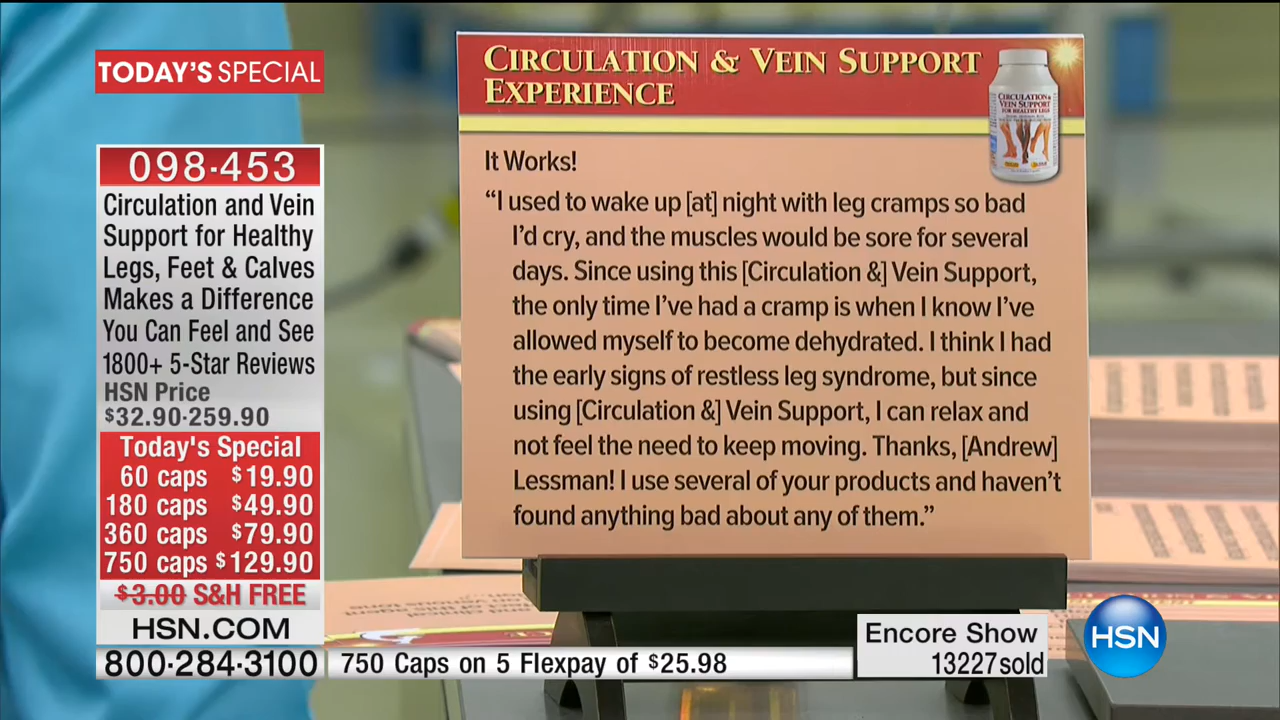 TODAY'S SPECIAL
098-453
Circulation and Vein
Support for Healthy
Legs, Feet & Calves
Makes a Difference
You Can Feel and See
1800+ 5-Star Reviews
HSN Price
$32.90-259.90
Today's Special
60 caps $19.90
180 caps $49.90
360 caps $79.90
750 caps $129.90
$3.00 S&H FREE
HSN.COM
800-284-3100
750 Caps on 5 Flexpay of $25.98
CIRCULATION & VEIN SUPPORT
EXPERIENCE
CIRCULATION &
VEIN SUPPORT
FOR HEALTHY LEGS
It Works!
“I used to wake up [at] night with leg cramps so bad
I’d cry, and the muscles would be sore for several
days. Since using this [Circulation &] Vein Support,
the only time I’ve had a cramp is when I know I’ve
allowed myself to become dehydrated. I think I had
the early signs of restless leg syndrome, but since
using [Circulation &] Vein Support, I can relax and
not feel the need to keep moving. Thanks, [Andrew]
Lessman! I use several of your products and haven’t
found anything bad about any of them.”
Encore Show
13227 sold
HSN